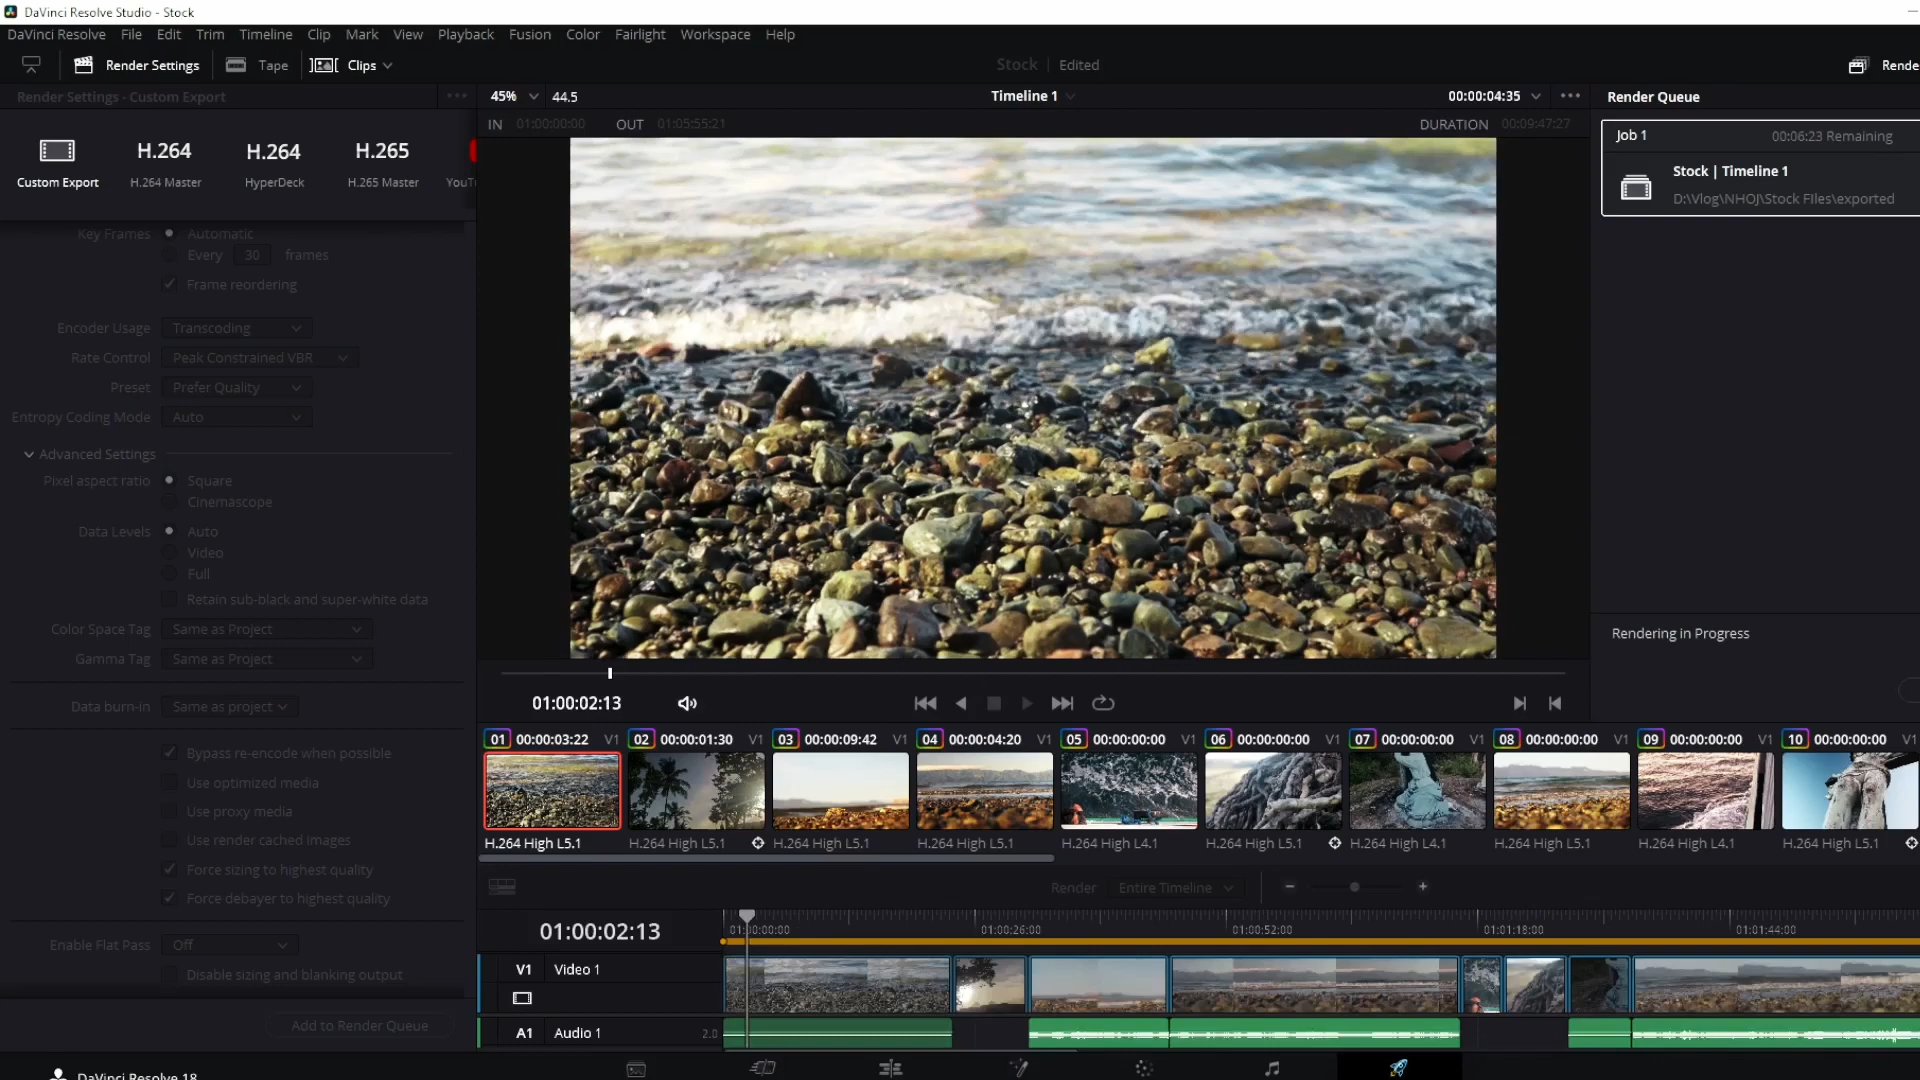 DaVinci Resolve Studio - Stock
DaVinci Resolve File Edit Trim Timeline Clip Mark View Playback Fusion Color Fairlight Workspace Help
Render Settings Tape Clips Stock Edited
Render Settings - Custom Export
45% 44.5 Timeline 1 00:00:04:35
Render Queue
IN 01:00:00:00 OUT 01:05:55:21 DURATION 00:09:47:27
Job 1 00:06:23 Remaining
Stock | Timeline 1
D:\Vlog\NHOJ\Stock FIles\exported
H.264 H.264 H.265
Custom Export H.264 Master HyperDeck H.265 Master
Key Frames Automatic
Every 30 frames
Frame reordering
Encoder Usage Transcoding
Rate Control Peak Constrained VBR
Preset Prefer Quality
Entropy Coding Mode Auto
Advanced Settings
Pixel aspect ratio Square
Cinemascope
Data Levels Auto
Video
Full
Retain sub-black and super-white data
Color Space Tag Same as Project
Gamma Tag Same as Project
Data burn-in Same as project
Bypass re-encode when possible
Use optimized media
Use proxy media
Use render cached images
Force sizing to highest quality
Force debayer to highest quality
Enable Flat Pass Off
Disable sizing and blanking output
Add to Render Queue
Rendering in Progress
01:00:02:13
01 00:00:03:22 V1 02 00:00:01:30 V1 03 00:00:09:42 V1 04 00:00:04:20 V1 05 00:00:00:00 V1 06 00:00:00:00 V1 07 00:00:00:00 V1 08 00:00:00:00 V1 09 00:00:00:00 V1 10 00:00:00:00 V1
H.264 High L5.1 H.264 High L5.1 H.264 High L5.1 H.264 High L5.1 H.264 High L4.1 H.264 High L5.1 H.264 High L4.1 H.264 High L5.1 H.264 High L4.1 H.264 High L5.1
Render Entire Timeline
01:00:02:13
01:00:00:00 01:00:26:00 01:00:52:00 01:01:18:00 01:01:44:00
V1 Video 1
A1 Audio 1 2.0
DaVinci Resolve 18